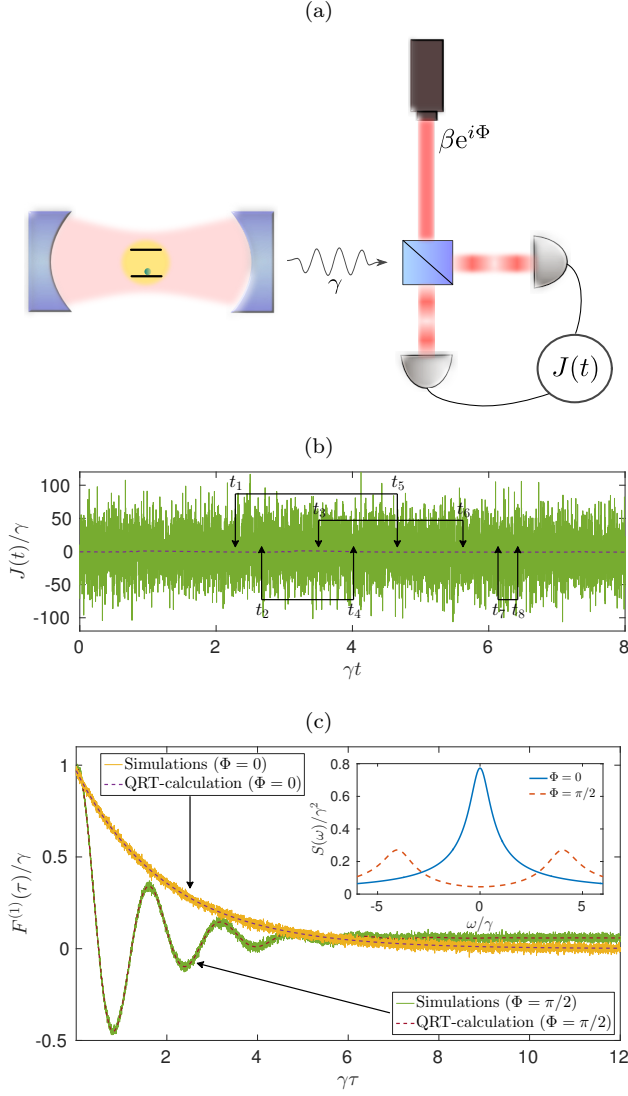 (a)
βe^{iΦ}
γ
J(t)
(b)
J(t)/γ
100
50
0
-50
-100
t_1
t_5
t_3
t_6
t_2
t_4
t_7
t_8
0
2
4
6
8
γt
(c)
F^{(1)}(τ)/γ
1
0.5
0
-0.5
Simulations (Φ = 0)
QRT-calculation (Φ = 0)
S(ω)/γ^2
0.8
0.6
0.4
0.2
0
Φ = 0
Φ = π/2
-5
0
5
ω/γ
Simulations (Φ = π/2)
QRT-calculation (Φ = π/2)
2
4
6
8
10
12
γτ